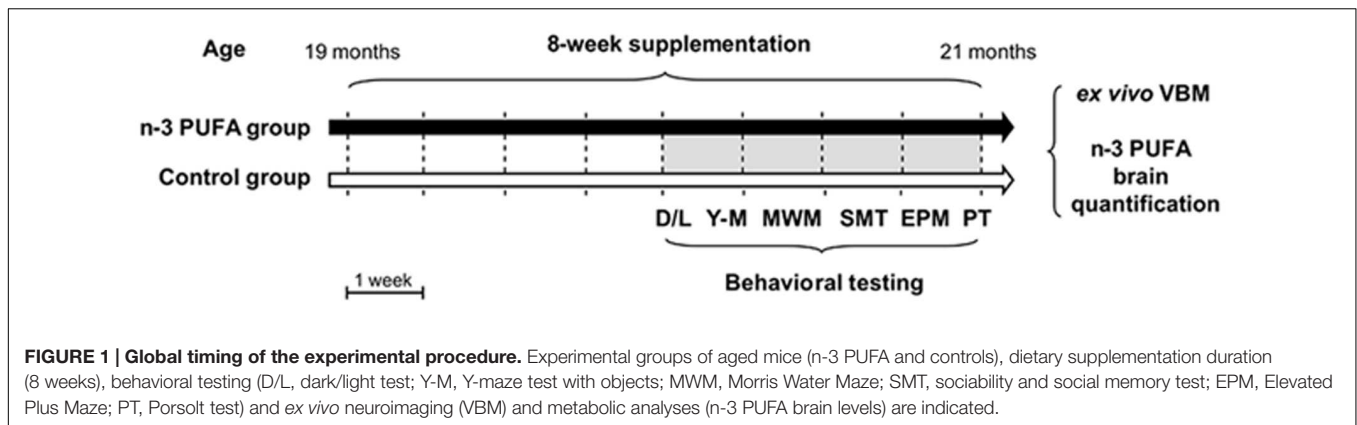 Age
19 months
8-week supplementation
21 months
n-3 PUFA group
Control group
D/L Y-M MWM SMT EPM PT
Behavioral testing
1 week
ex vivo VBM
n-3 PUFA
brain
quantification
FIGURE 1 | Global timing of the experimental procedure. Experimental groups of aged mice (n-3 PUFA and controls), dietary supplementation duration
(8 weeks), behavioral testing (D/L, dark/light test; Y-M, Y-maze test with objects; MWM, Morris Water Maze; SMT, sociability and social memory test; EPM, Elevated
Plus Maze; PT, Porsolt test) and ex vivo neuroimaging (VBM) and metabolic analyses (n-3 PUFA brain levels) are indicated.